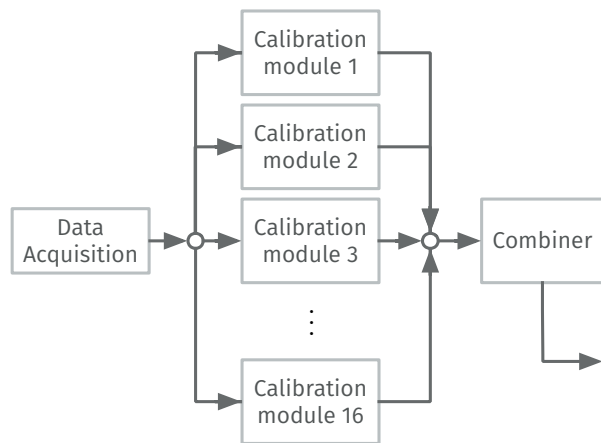 Calibration
module 1
Calibration
module 2
Data
Acquisition
Calibration
module 3
Combiner
⋮
Calibration
module 16